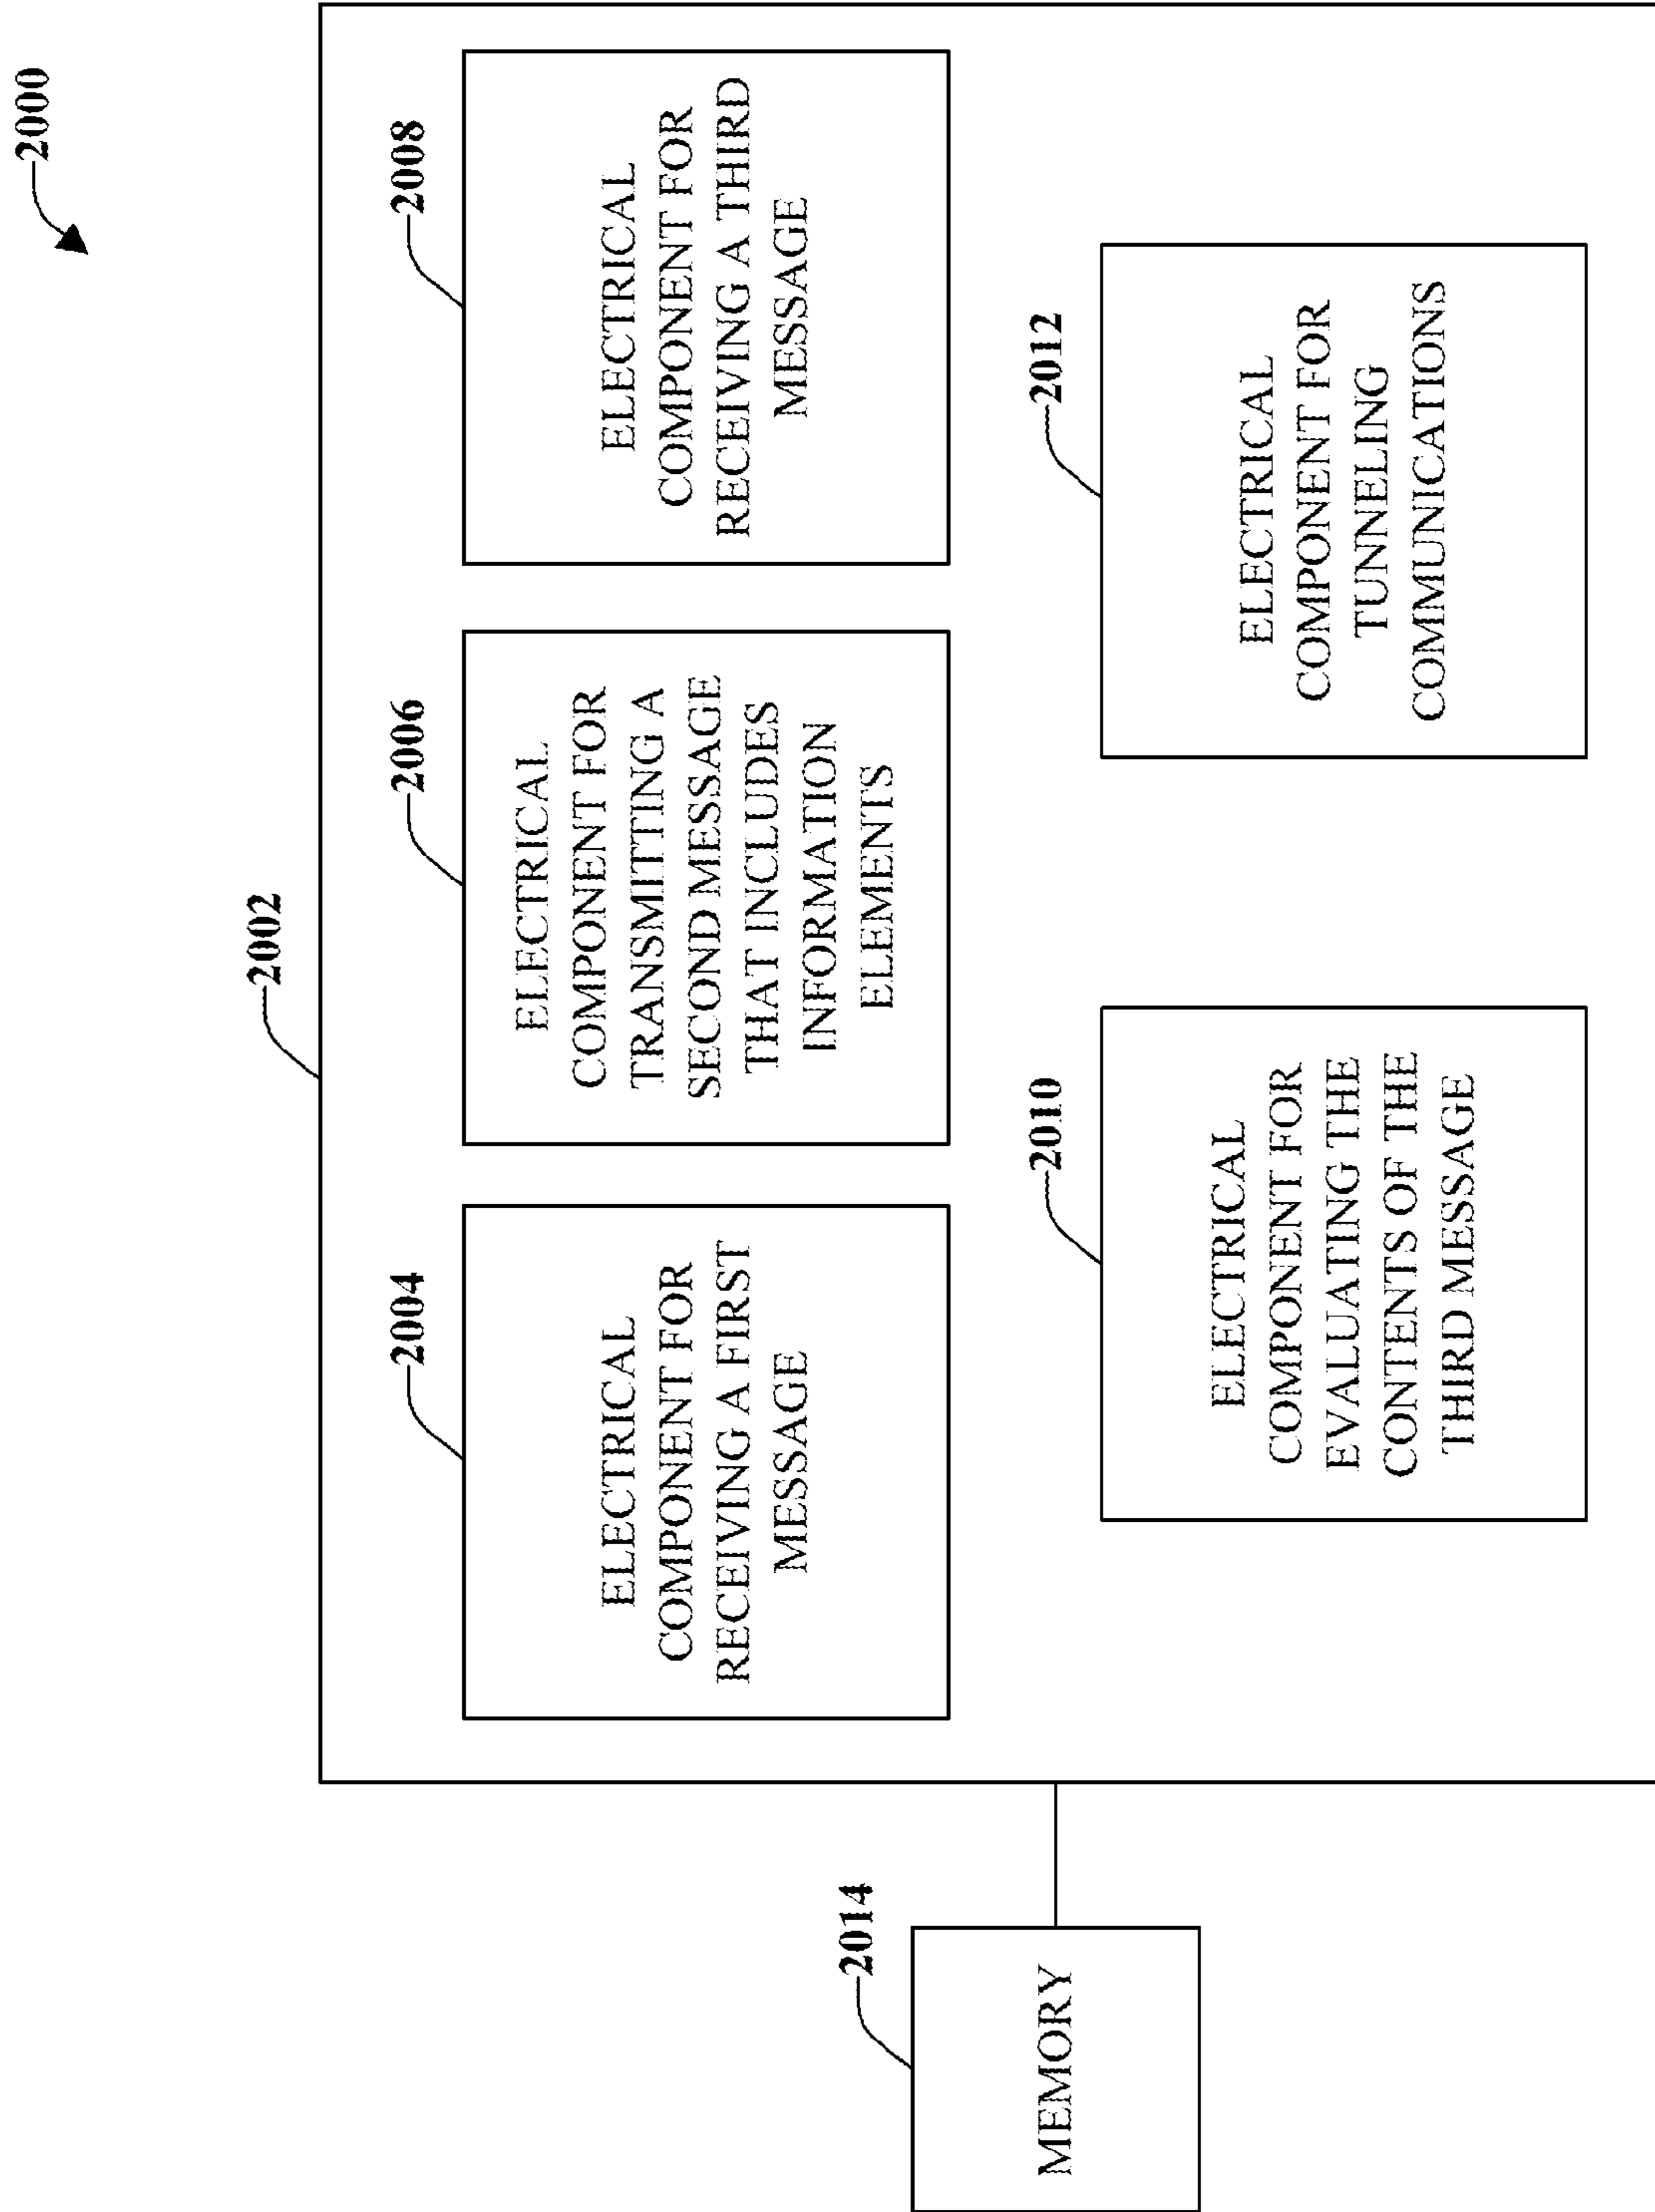 2000
2002
2004
ELECTRICAL
COMPONENT FOR
RECEIVING A FIRST
MESSAGE
2006
ELECTRICAL
COMPONENT FOR
TRANSMITTING A
SECOND MESSAGE
THAT INCLUDES
INFORMATION
ELEMENTS
2008
ELECTRICAL
COMPONENT FOR
RECEIVING A THIRD
MESSAGE
2010
ELECTRICAL
COMPONENT FOR
EVALUATING THE
CONTENTS OF THE
THIRD MESSAGE
2012
ELECTRICAL
COMPONENT FOR
TUNNELING
COMMUNICATIONS
2014
MEMORY